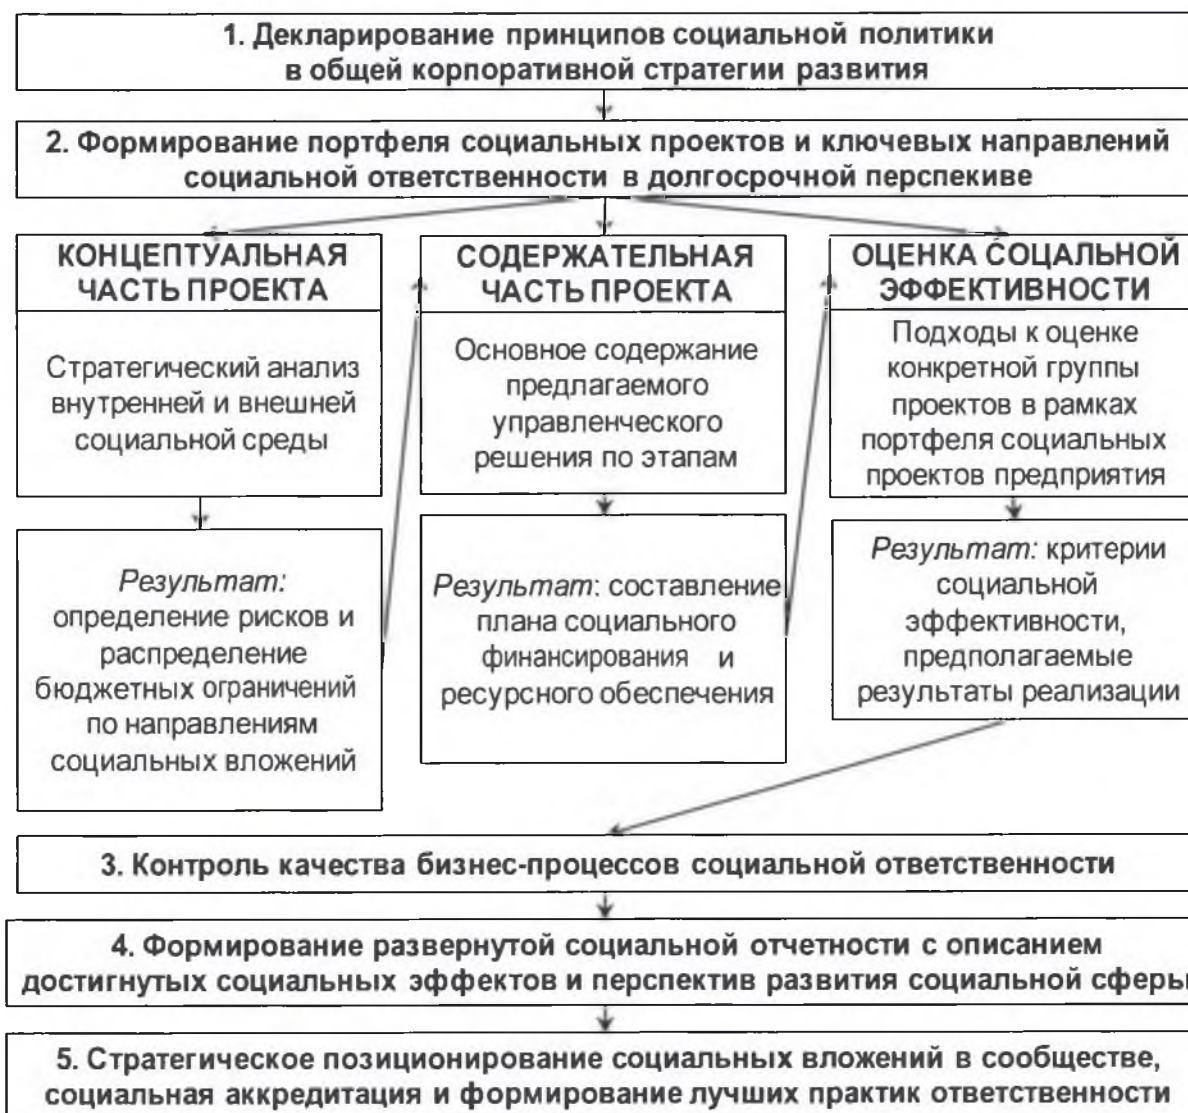 1. Декларирование принципов социальной политики
в общей корпоративной стратегии развития
2. Формирование портфеля социальных проектов и ключевых направлений
социальной ответственности в долгосрочной перспекиве
КОНЦЕПТУАЛЬНАЯ
ЧАСТЬ ПРОЕКТА
Стратегический анализ
внутренней и внешней
социальной среды
Результат:
определение рисков и
распределение
бюджетных ограничений
по направлениям
социальных вложений
СОДЕРЖАТЕЛЬНАЯ
ЧАСТЬ ПРОЕКТА
Основное содержание
предлагаемого
управленческого
решения по этапам
Результат: составление
плана социального
финансирования и
ресурсного обеспечения
ОЦЕНКА СОЦАЛЬНОЙ
ЭФФЕКТИВНОСТИ
Подходы к оценке
конкретной группы
проектов в рамках
портфеля социальных
проектов предприятия
Результат: критерии
социальной
эффективности,
предполагаемые
результаты реализации
3. Контроль качества бизнес-процессов социальной ответственности
4. Формирование развернутой социальной отчетности с описанием
достигнутых социальных эффектов и перспектив развития социальной сферы
5. Стратегическое позиционирование социальных вложений в сообществе,
социальная аккредитация и формирование лучших практик ответственности